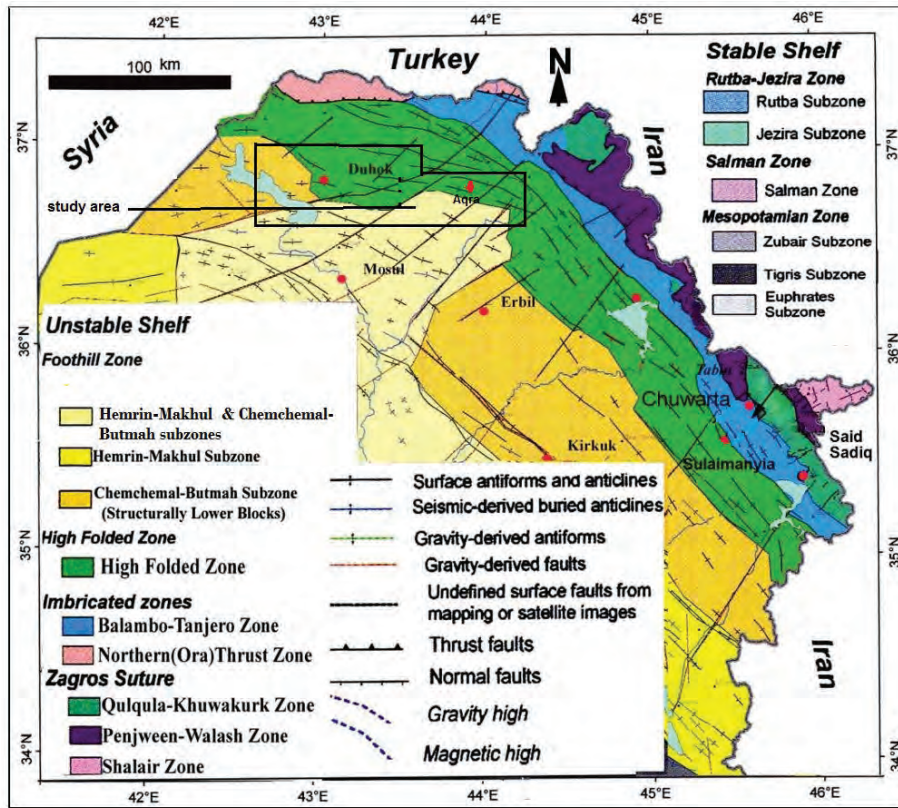 42°E 43°E 44°E 45°E 46°E
100 km
Turkey
N
Syria
Iran
37°N
37°N
Duhok
Aqra
study area
Mosul
Erbil
36°N
36°N
Kirkuk
Chuwarta
Sulaimanyia
Said
Sadiq
35°N
35°N
Iran
34°N
34°N
Stable Shelf
Rutba-Jezira Zone
Rutba Subzone
Jezira Subzone
Salman Zone
Salman Zone
Mesopotamian Zone
Zubair Subzone
Tigris Subzone
Euphrates
Subzone
Unstable Shelf
Foothill Zone
Hemrin-Makhul & Chemchemal-
Butmah subzones
Hemrin-Makhul Subzone
Chemchemal-Butmah Subzone
(Structurally Lower Blocks)
High Folded Zone
High Folded Zone
Imbricated zones
Balambo-Tanjero Zone
Northern(Ora)Thrust Zone
Zagros Suture
Qulqula-Khuwakurk Zone
Penjween-Walash Zone
Shalair Zone
Surface antiforms and anticlines
Seismic-derived buried anticlines
Gravity-derived antiforms
Gravity-derived faults
Undefined surface faults from
mapping or satellite images
Thrust faults
Normal faults
Gravity high
Magnetic high
42°E 43°E 44°E 45°E 46°E